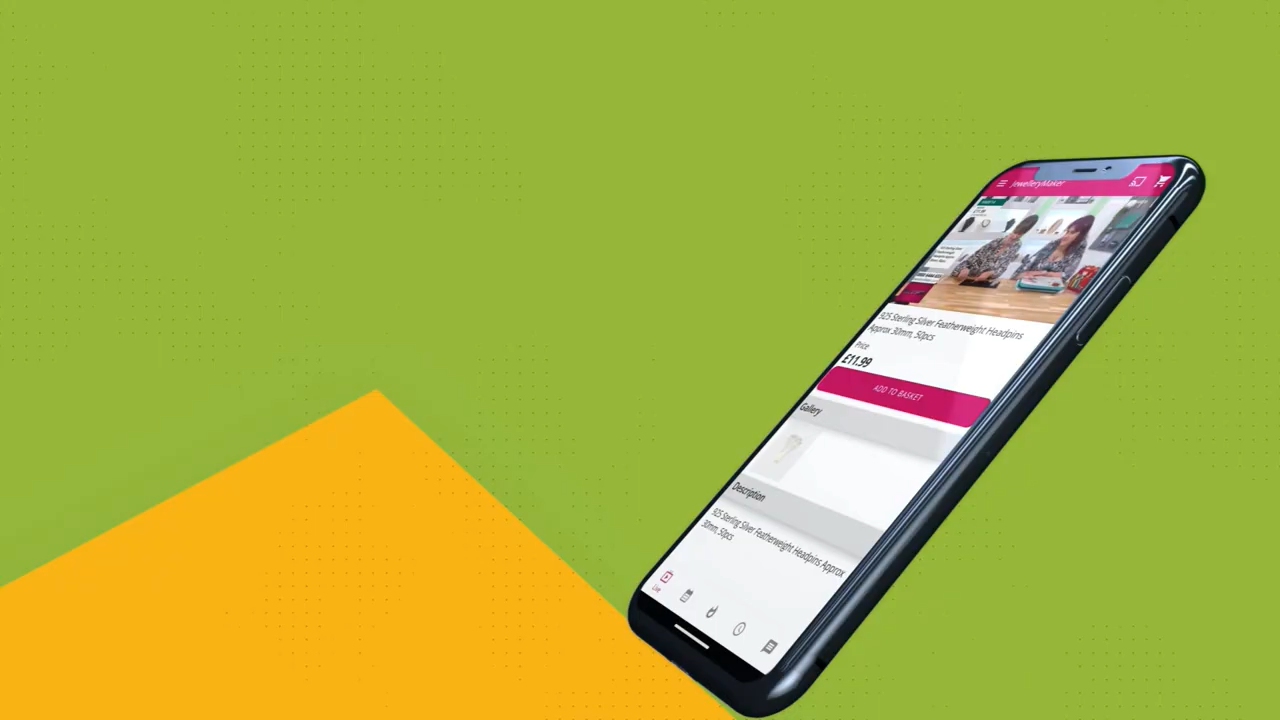 JewelleryMaker
925 Sterling Silver Featherweight Headpins
Approx 30mm, 50pcs
Price
£11.99
ADD TO BASKET
Gallery
Description
925 Sterling Silver Featherweight Headpins Approx
30mm, 50pcs
Live